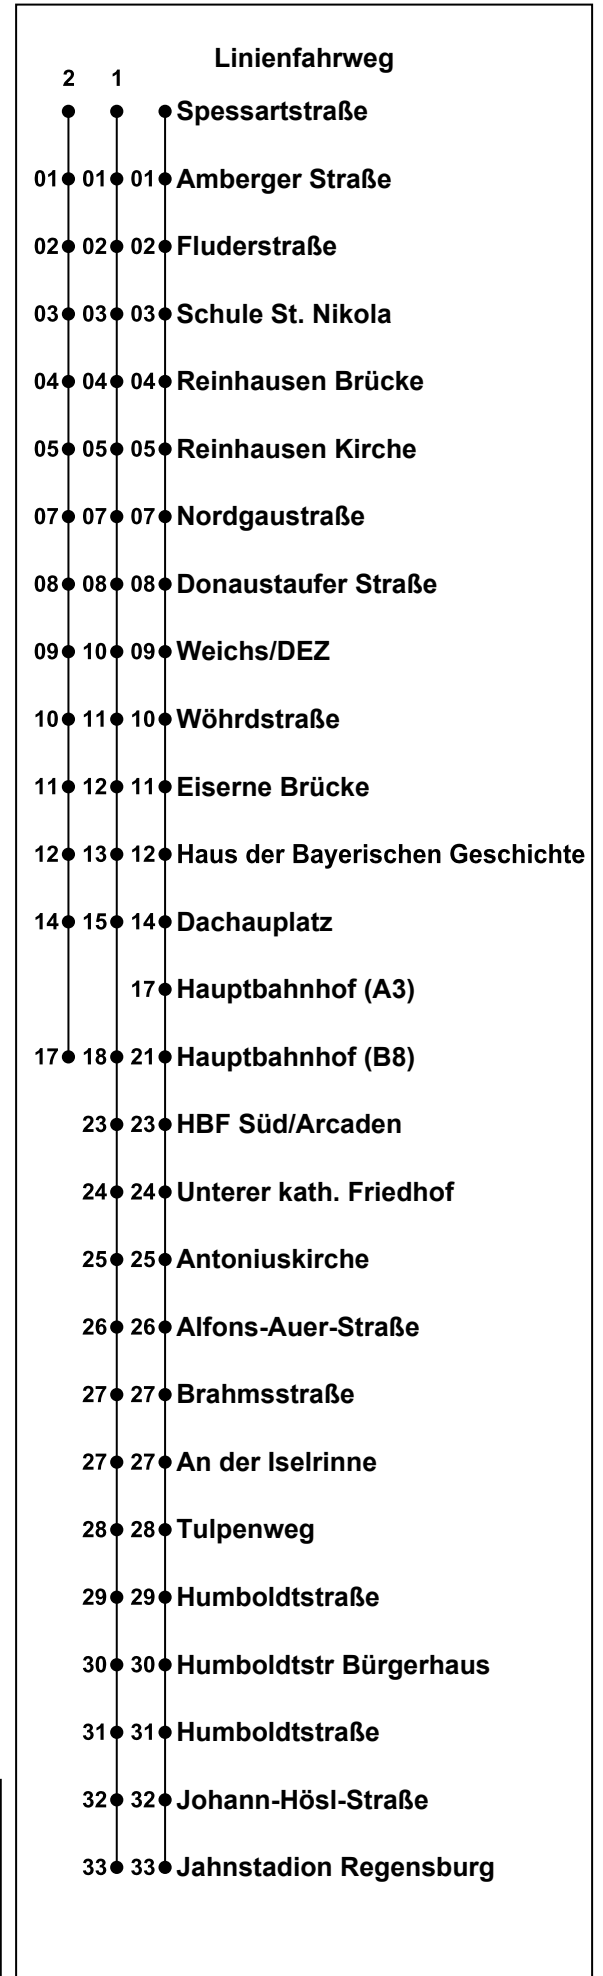 Linienfahrweg
2 1
Spessartstraße
01 01 01 Amberger Straße
02 02 02 Fluderstraße
03 03 03 Schule St. Nikola
04 04 04 Reinhausen Brücke
05 05 05 Reinhausen Kirche
07 07 07 Nordgaustraße
08 08 08 Donaustaufer Straße
09 10 09 Weichs/DEZ
10 11 10 Wöhrdstraße
11 12 11 Eiserne Brücke
12 13 12 Haus der Bayerischen Geschichte
14 15 14 Dachauplatz
17 Hauptbahnhof (A3)
17 18 21 Hauptbahnhof (B8)
23 23 HBF Süd/Arcaden
24 24 Unterer kath. Friedhof
25 25 Antoniuskirche
26 26 Alfons-Auer-Straße
27 27 Brahmsstraße
27 27 An der Iselrinne
28 28 Tulpenweg
29 29 Humboldtstraße
30 30 Humboldtstr Bürgerhaus
31 31 Humboldtstraße
32 32 Johann-Hösl-Straße
33 33 Jahnstadion Regensburg